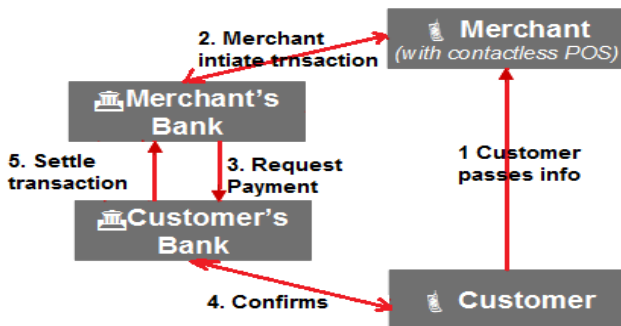 2. Merchant
intiate trnsaction
Merchant
(with contactless POS)
Merchant's
Bank
5. Settle
transaction
3. Request
Payment
1 Customer
passes info
Customer's
Bank
4. Confirms
Customer